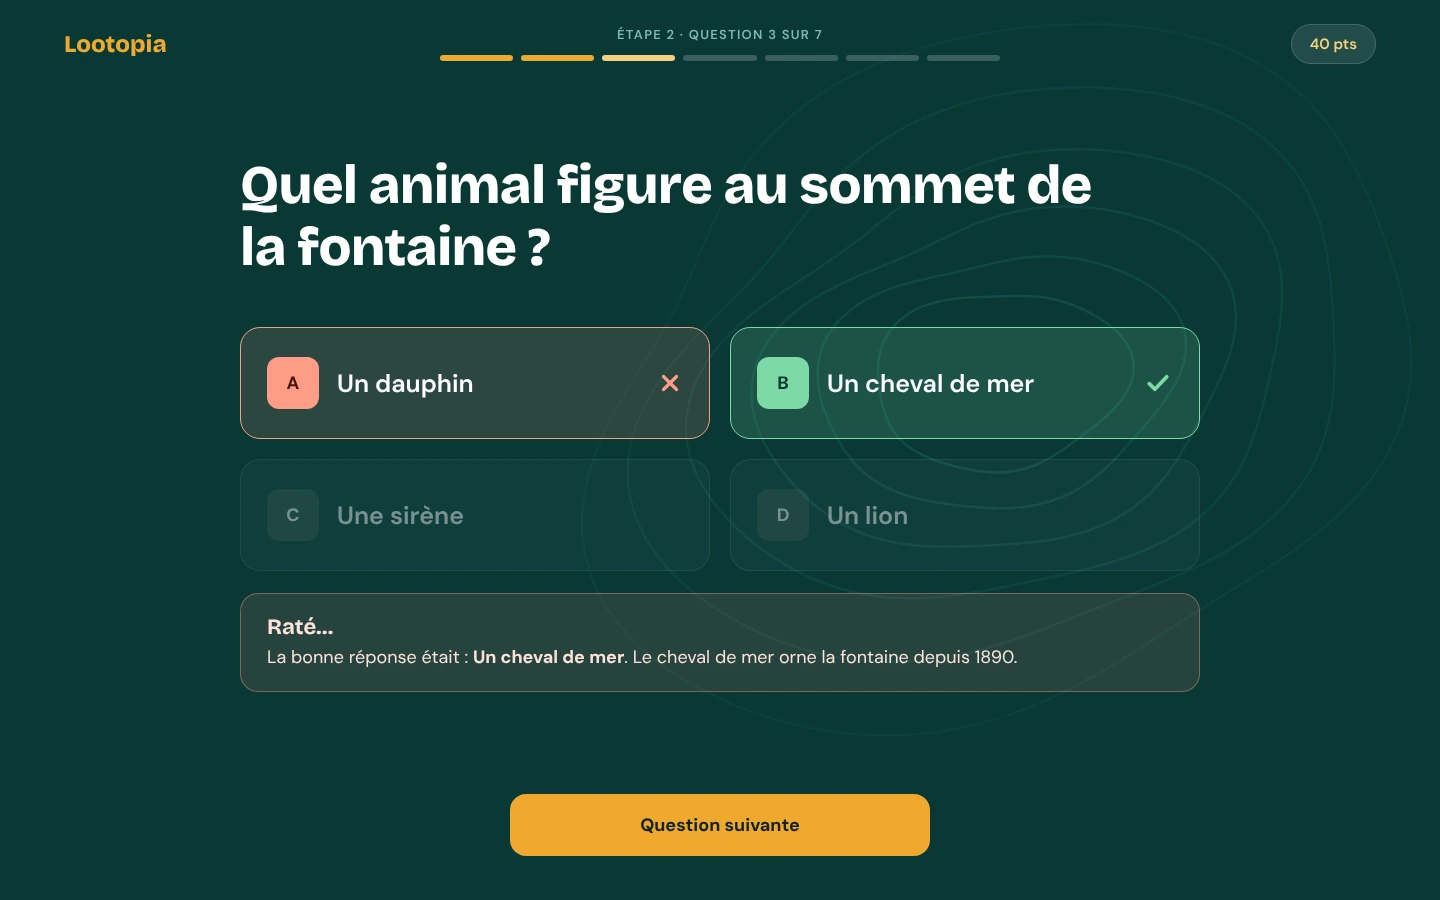 Lootopia
ÉTAPE 2 · QUESTION 3 SUR 7
40 pts
Quel animal figure au sommet de
la fontaine ?
A
Un dauphin
B
Un cheval de mer
C
Une sirène
D
Un lion
Raté...
La bonne réponse était : Un cheval de mer. Le cheval de mer orne la fontaine depuis 1890.
Question suivante